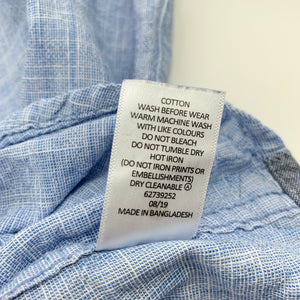 COTTON
WASH BEFORE WEAR
WARM MACHINE WASH
WITH LIKE COLOURS
DO NOT BLEACH
DO NOT TUMBLE DRY
HOT IRON
(DO NOT IRON PRINTS OR
EMBELLISHMENTS)
DRY CLEANABLE Ⓐ
62739252
08/19
MADE IN BANGLADESH